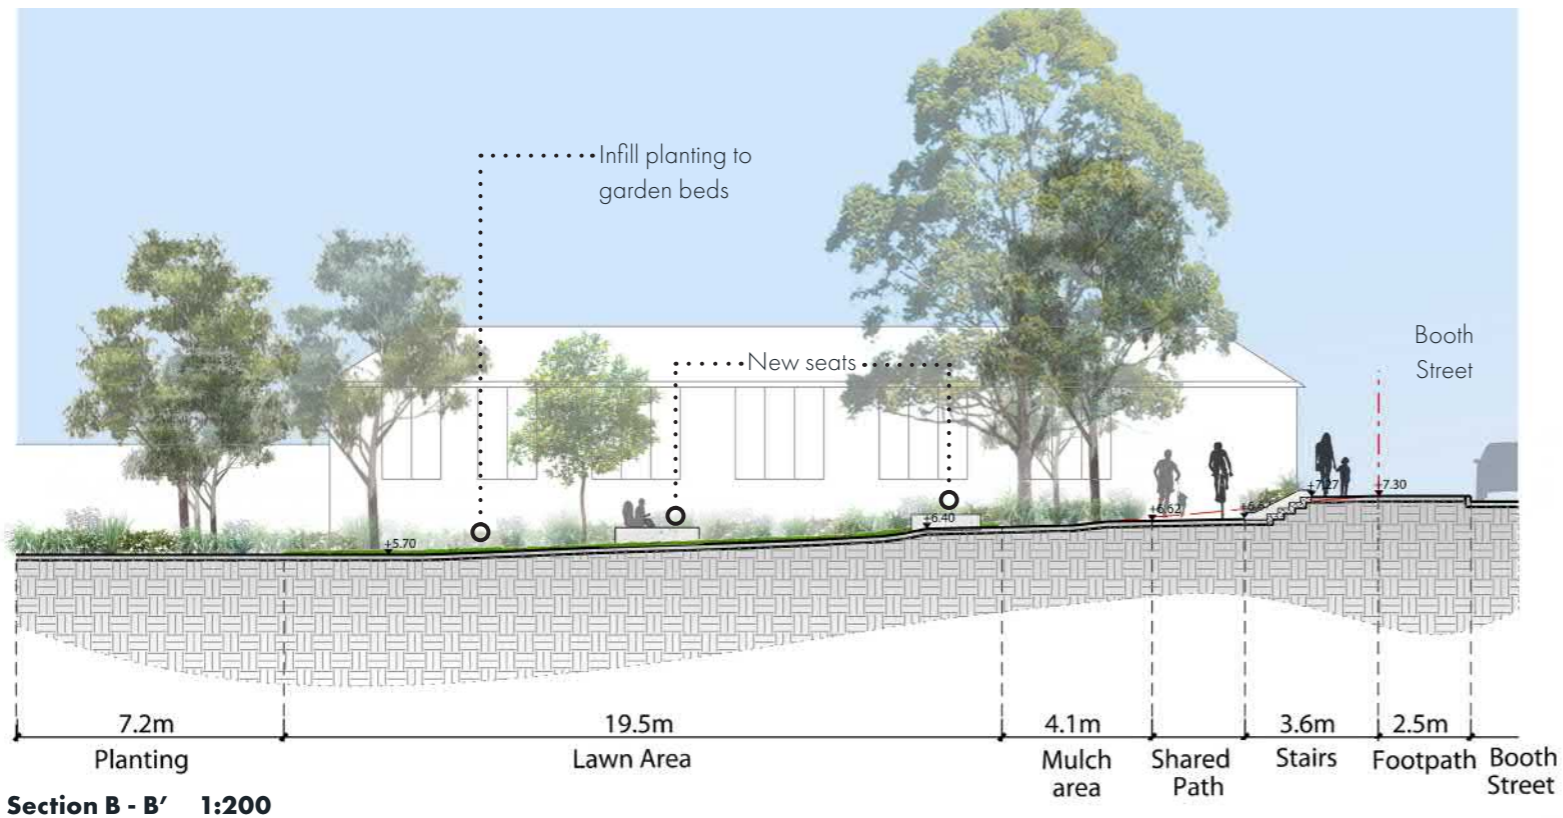 Infill planting to
garden beds
New seats
Booth
Street
+7.27
+7.30
+6.62
+6.40
+5.70
7.2m
19.5m
4.1m
3.6m
2.5m
Planting
Lawn Area
Mulch
area
Shared
Path
Stairs
Footpath
Booth
Street
Section B - B’ 1:200